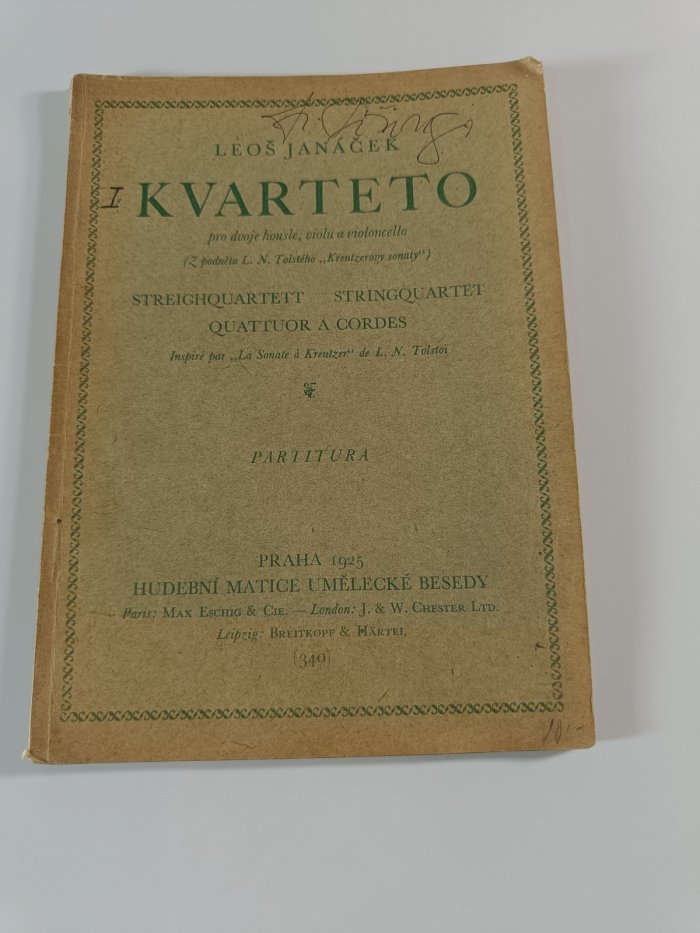 LEOŠ JANÁČEK
I. KVARTETO
pro dvoje housle, violu a violoncello
(Z podnětu L. N. Tolstého „Kreutzerovy sonaty“)
STREICHQUARTETT STRINGQUARTET
QUATTUOR A CORDES
Inspiré par „La Sonate à Kreutzer“ de L. N. Tolstoi
PARTITURA
PRAHA 1925
HUDEBNÍ MATICE UMĚLECKÉ BESEDY
Paris: MAX ESCHIG & CIE. — London: J. & W. CHESTER LTD.
Leipzig: BREITKOPF & HÄRTEL
(340)